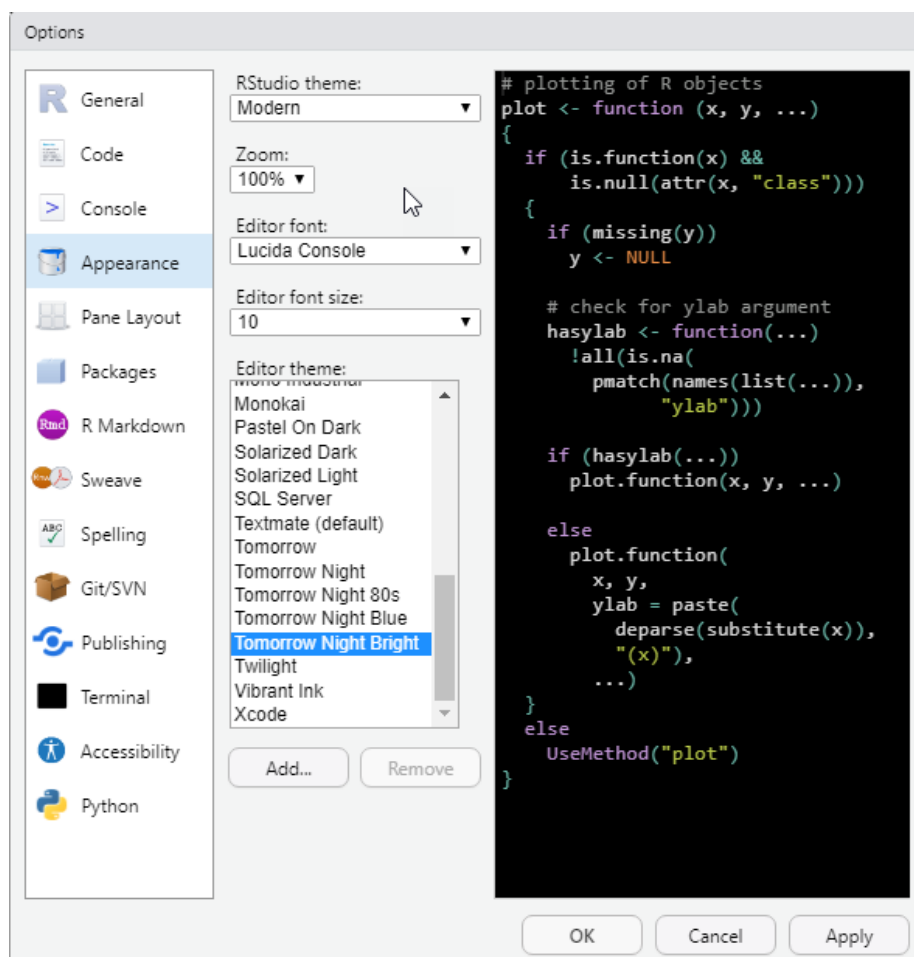 Options
General
Code
Console
Appearance
Pane Layout
Packages
Rmd R Markdown
Sweave
ABC Spelling
Git/SVN
Publishing
Terminal
Accessibility
Python
RStudio theme:
Modern
Zoom:
100%
Editor font:
Lucida Console
Editor font size:
10
Editor theme:
Mono Industrial
Monokai
Pastel On Dark
Solarized Dark
Solarized Light
SQL Server
Textmate (default)
Tomorrow
Tomorrow Night
Tomorrow Night 80s
Tomorrow Night Blue
Tomorrow Night Bright
Twilight
Vibrant Ink
Xcode
Add...
Remove
# plotting of R objects
plot <- function (x, y, ...)
{
  if (is.function(x) &&
      is.null(attr(x, "class")))
  {
    if (missing(y))
      y <- NULL

    # check for ylab argument
    hasylab <- function(...)
      !all(is.na(
        pmatch(names(list(...)),
              "ylab")))

    if (hasylab(...))
      plot.function(x, y, ...)

    else
      plot.function(
        x, y,
        ylab = paste(
          deparse(substitute(x)),
          "(x)"),
        ...)
  }
  else
    UseMethod("plot")
}
OK
Cancel
Apply